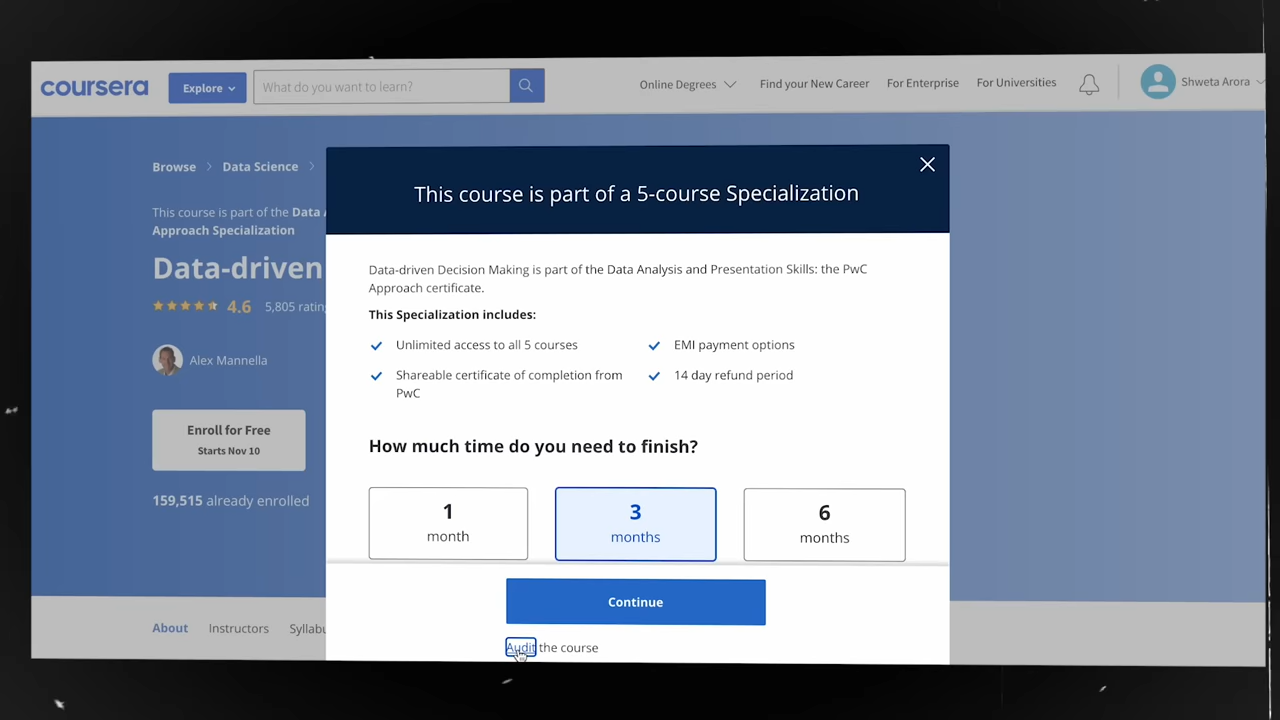 coursera
Explore
What do you want to learn?
Online Degrees
Find your New Career
For Enterprise
For Universities
Shweta Arora
Browse > Data Science >
This course is part of the Data
Approach Specialization
Data-driven
4.6 5,805
Alex Mannella
Enroll for Free
Starts Nov 10
159,515 already enrolled
About Instructors
This course is part of a 5-course Specialization
Data-driven Decision Making is part of the Data Analysis and Presentation Skills: the PwC
Approach certificate.
This Specialization includes:
Unlimited access to all 5 courses
EMI payment options
Shareable certificate of completion from
PwC
14 day refund period
How much time do you need to finish?
1
month
3
months
6
months
Continue
Audit the course